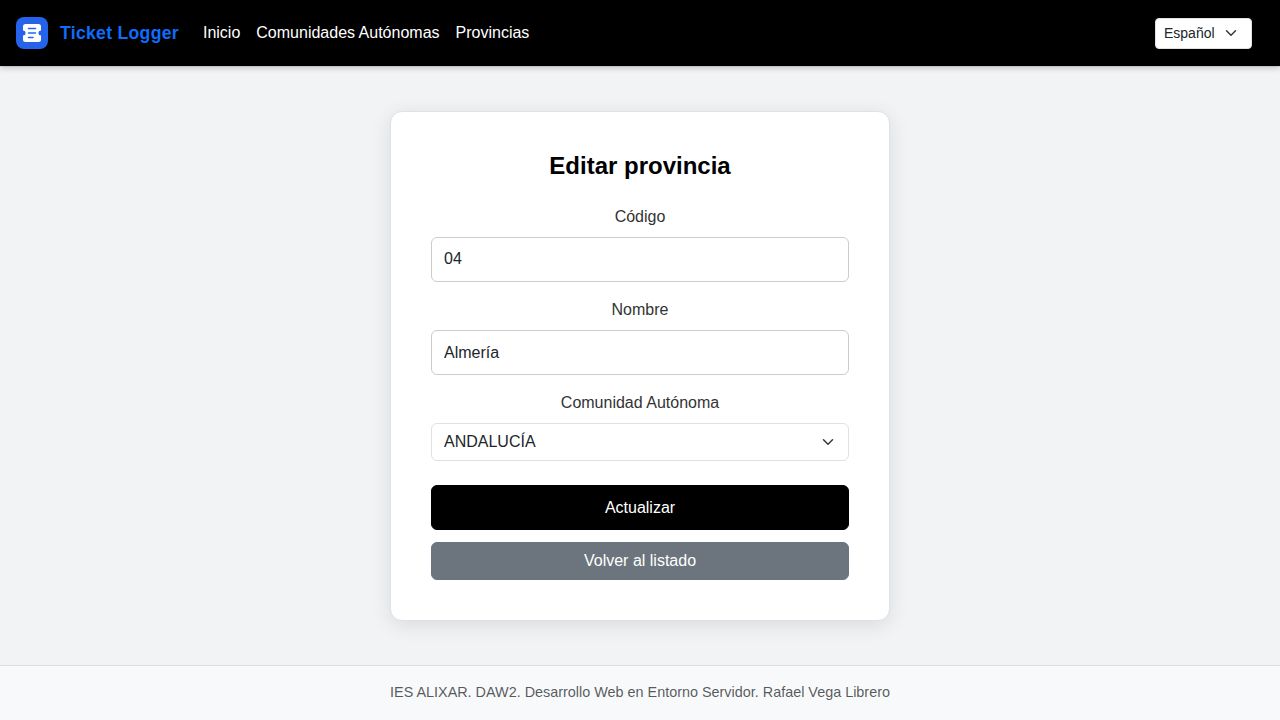 Ticket Logger Inicio Comunidades Autónomas Provincias Español
Editar provincia
Código
04
Nombre
Almería
Comunidad Autónoma
ANDALUCÍA
Actualizar
Volver al listado
IES ALIXAR. DAW2. Desarrollo Web en Entorno Servidor. Rafael Vega Librero